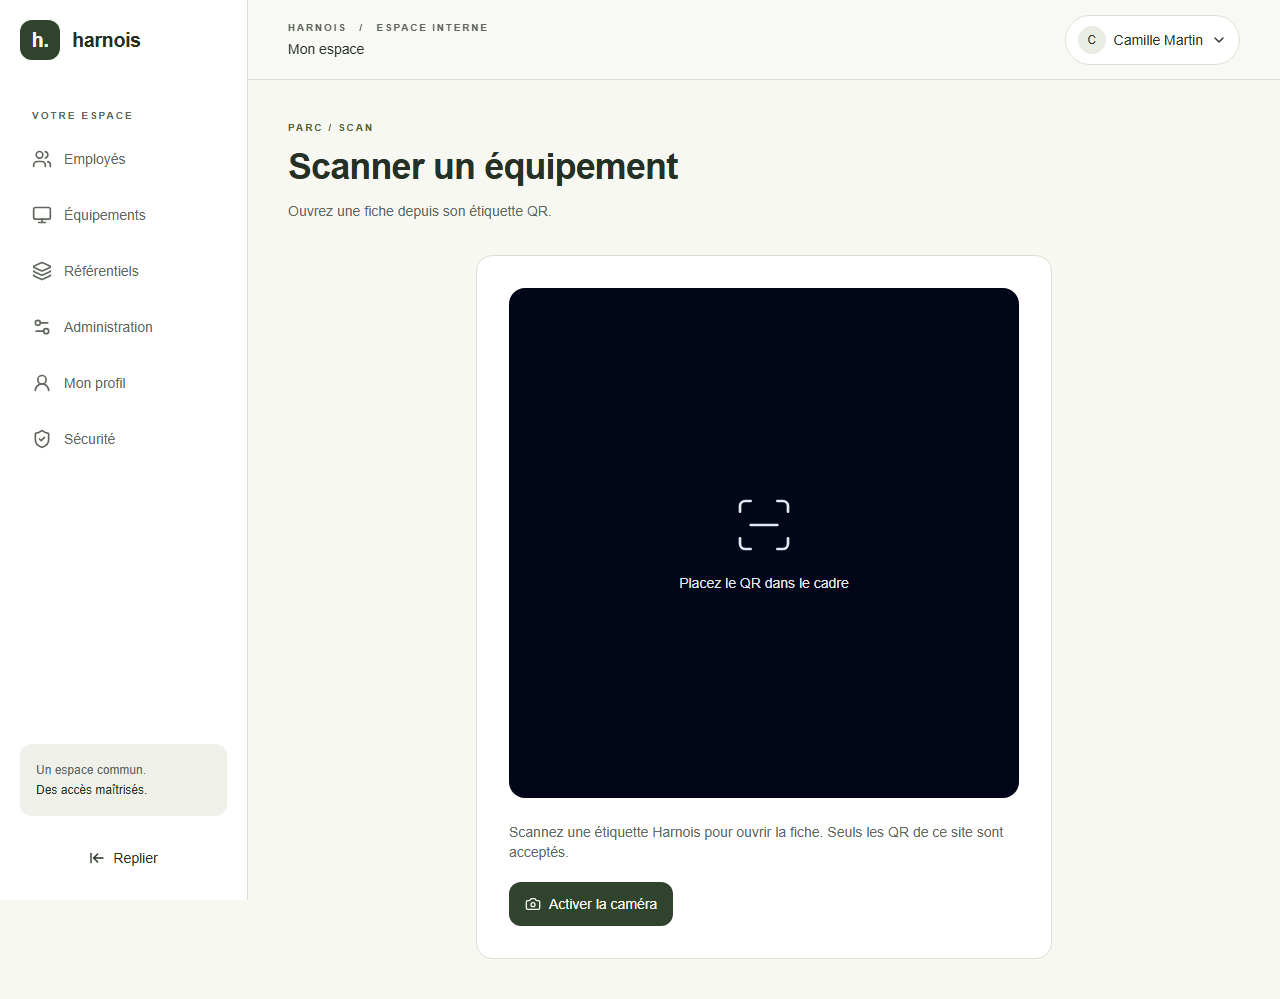 h. harnois
HARNOIS / ESPACE INTERNE
Mon espace
C Camille Martin
VOTRE ESPACE
Employés
Équipements
Référentiels
Administration
Mon profil
Sécurité
Un espace commun.
Des accès maîtrisés.
Replier
PARC / SCAN
Scanner un équipement
Ouvrez une fiche depuis son étiquette QR.
Placez le QR dans le cadre
Scannez une étiquette Harnois pour ouvrir la fiche. Seuls les QR de ce site sont
acceptés.
Activer la caméra